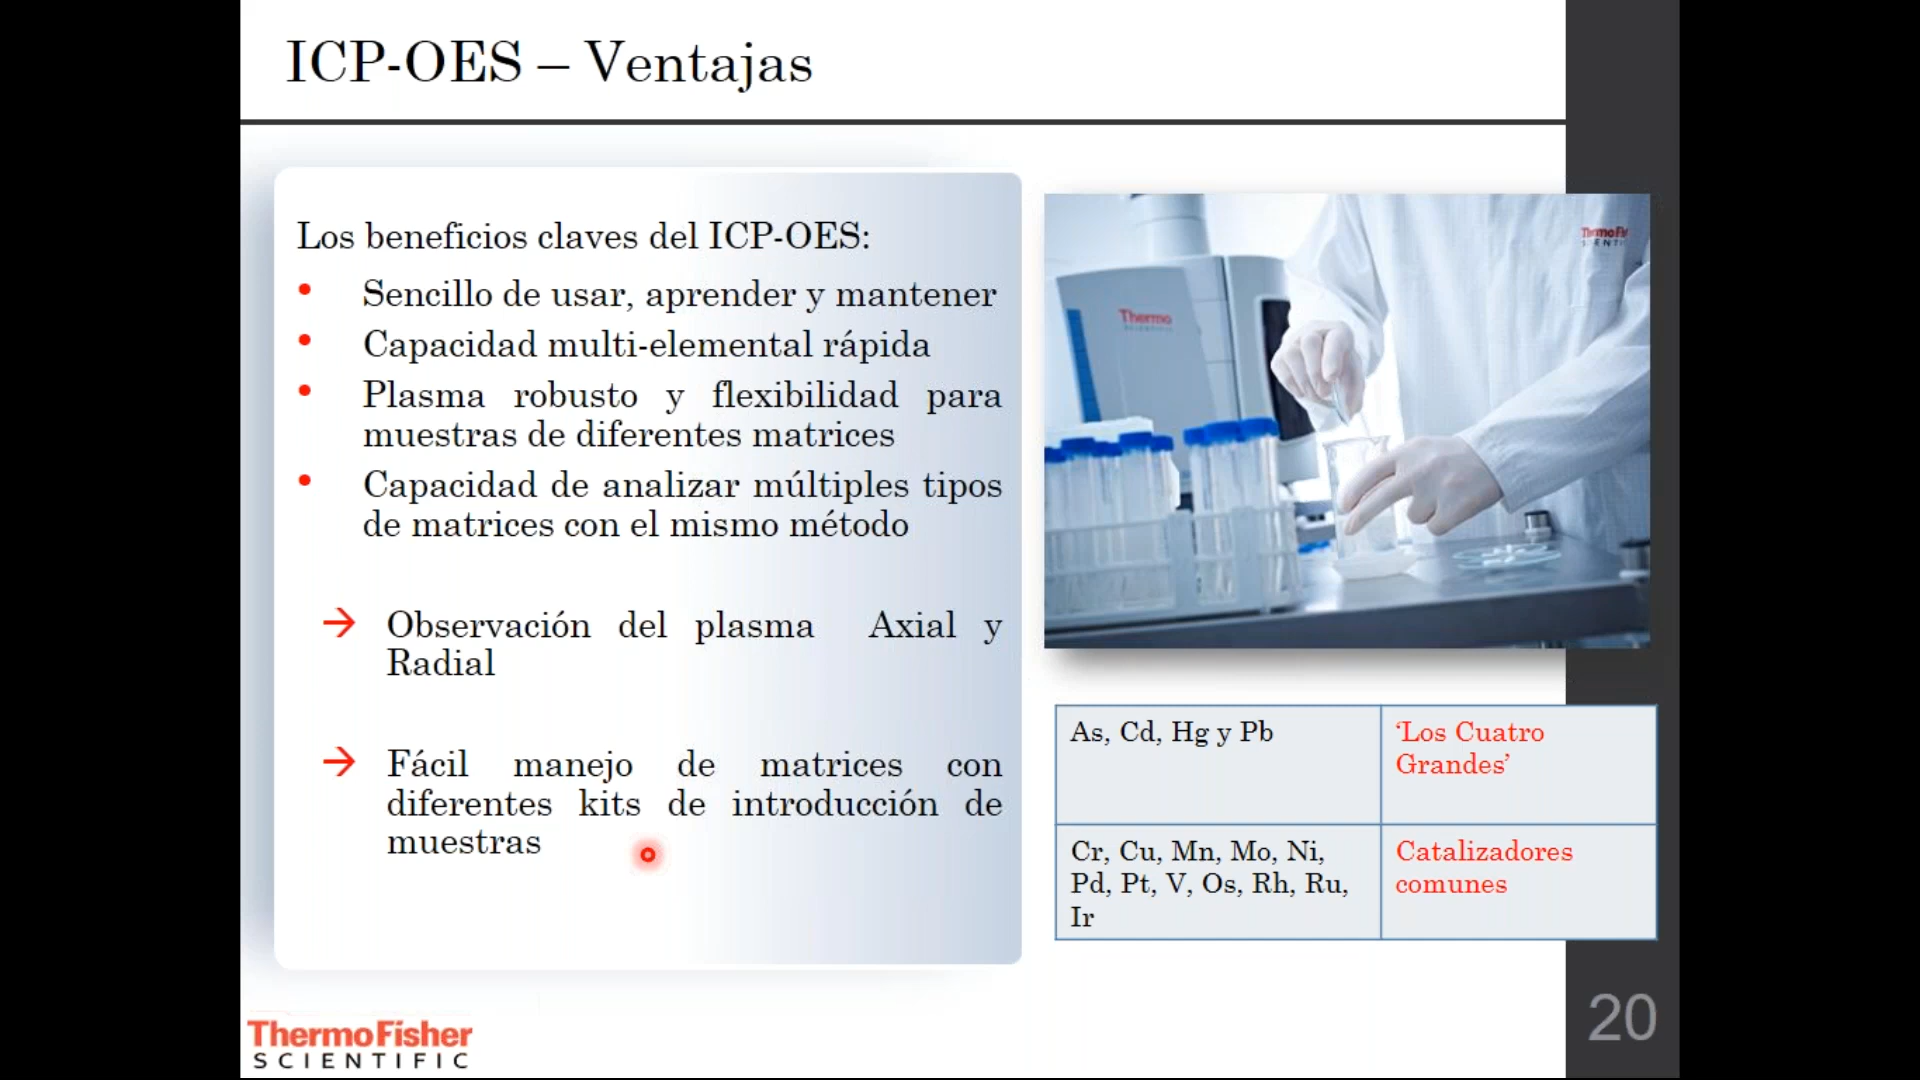 ICP-OES – Ventajas
Los beneficios claves del ICP-OES:
• Sencillo de usar, aprender y mantener
• Capacidad multi-elemental rápida
• Plasma robusto y flexibilidad para
muestras de diferentes matrices
• Capacidad de analizar múltiples tipos
de matrices con el mismo método
→ Observación del plasma Axial y
Radial
→ Fácil manejo de matrices con
diferentes kits de introducción de
muestras
Thermo
SCIENTIFIC
As, Cd, Hg y Pb
‘Los Cuatro
Grandes’
Cr, Cu, Mn, Mo, Ni,
Pd, Pt, V, Os, Rh, Ru,
Ir
Catalizadores
comunes
ThermoFisher
SCIENTIFIC
20